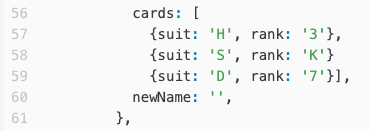 56 cards: [
57 {suit: 'H', rank: '3'},
58 {suit: 'S', rank: 'K'}
59 {suit: 'D', rank: '7'}],
60 newName: '',
61 },